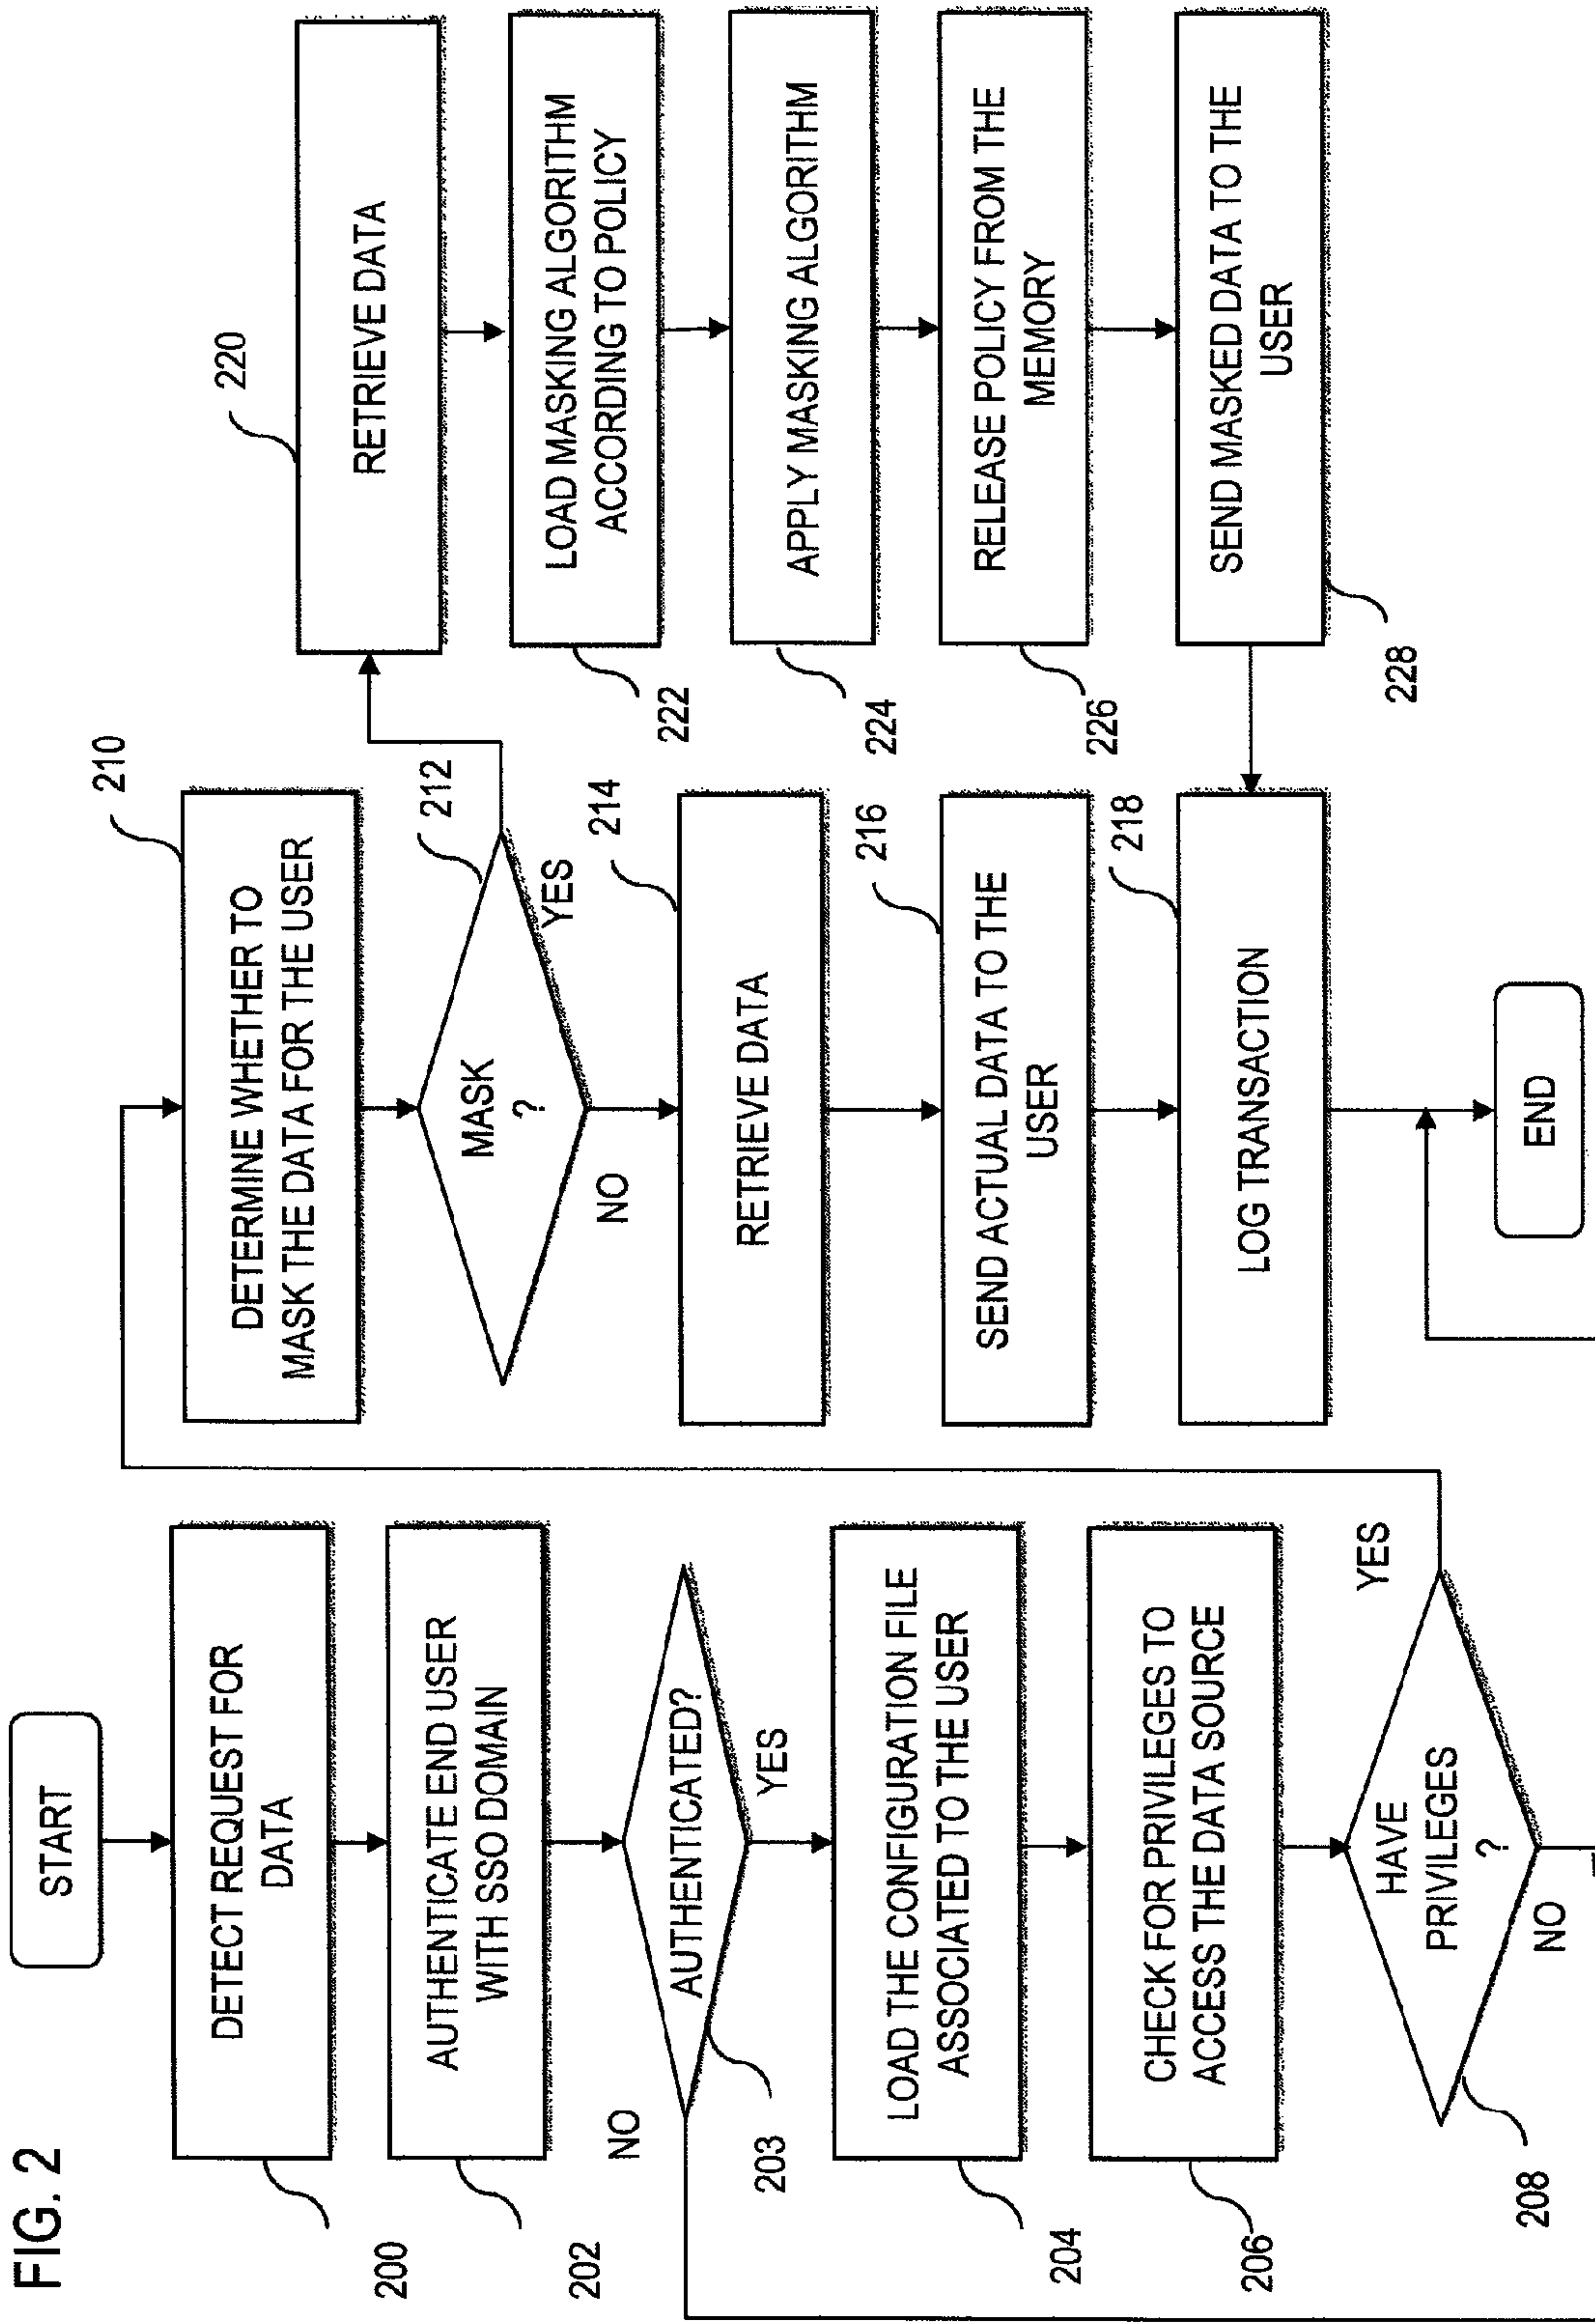 FIG. 2
START
DETECT REQUEST FOR
DATA
200
AUTHENTICATE END USER
WITH SSO DOMAIN
202
AUTHENTICATED?
NO
YES
203
LOAD THE CONFIGURATION FILE
ASSOCIATED TO THE USER
204
CHECK FOR PRIVILEGES TO
ACCESS THE DATA SOURCE
206
HAVE
PRIVILEGES
?
YES
NO
208
210
DETERMINE WHETHER TO
MASK THE DATA FOR THE USER
212
MASK
?
YES
NO
214
RETRIEVE DATA
216
SEND ACTUAL DATA TO THE
USER
218
LOG TRANSACTION
END
220
RETRIEVE DATA
LOAD MASKING ALGORITHM
ACCORDING TO POLICY
222
APPLY MASKING ALGORITHM
224
RELEASE POLICY FROM THE
MEMORY
226
SEND MASKED DATA TO THE
USER
228